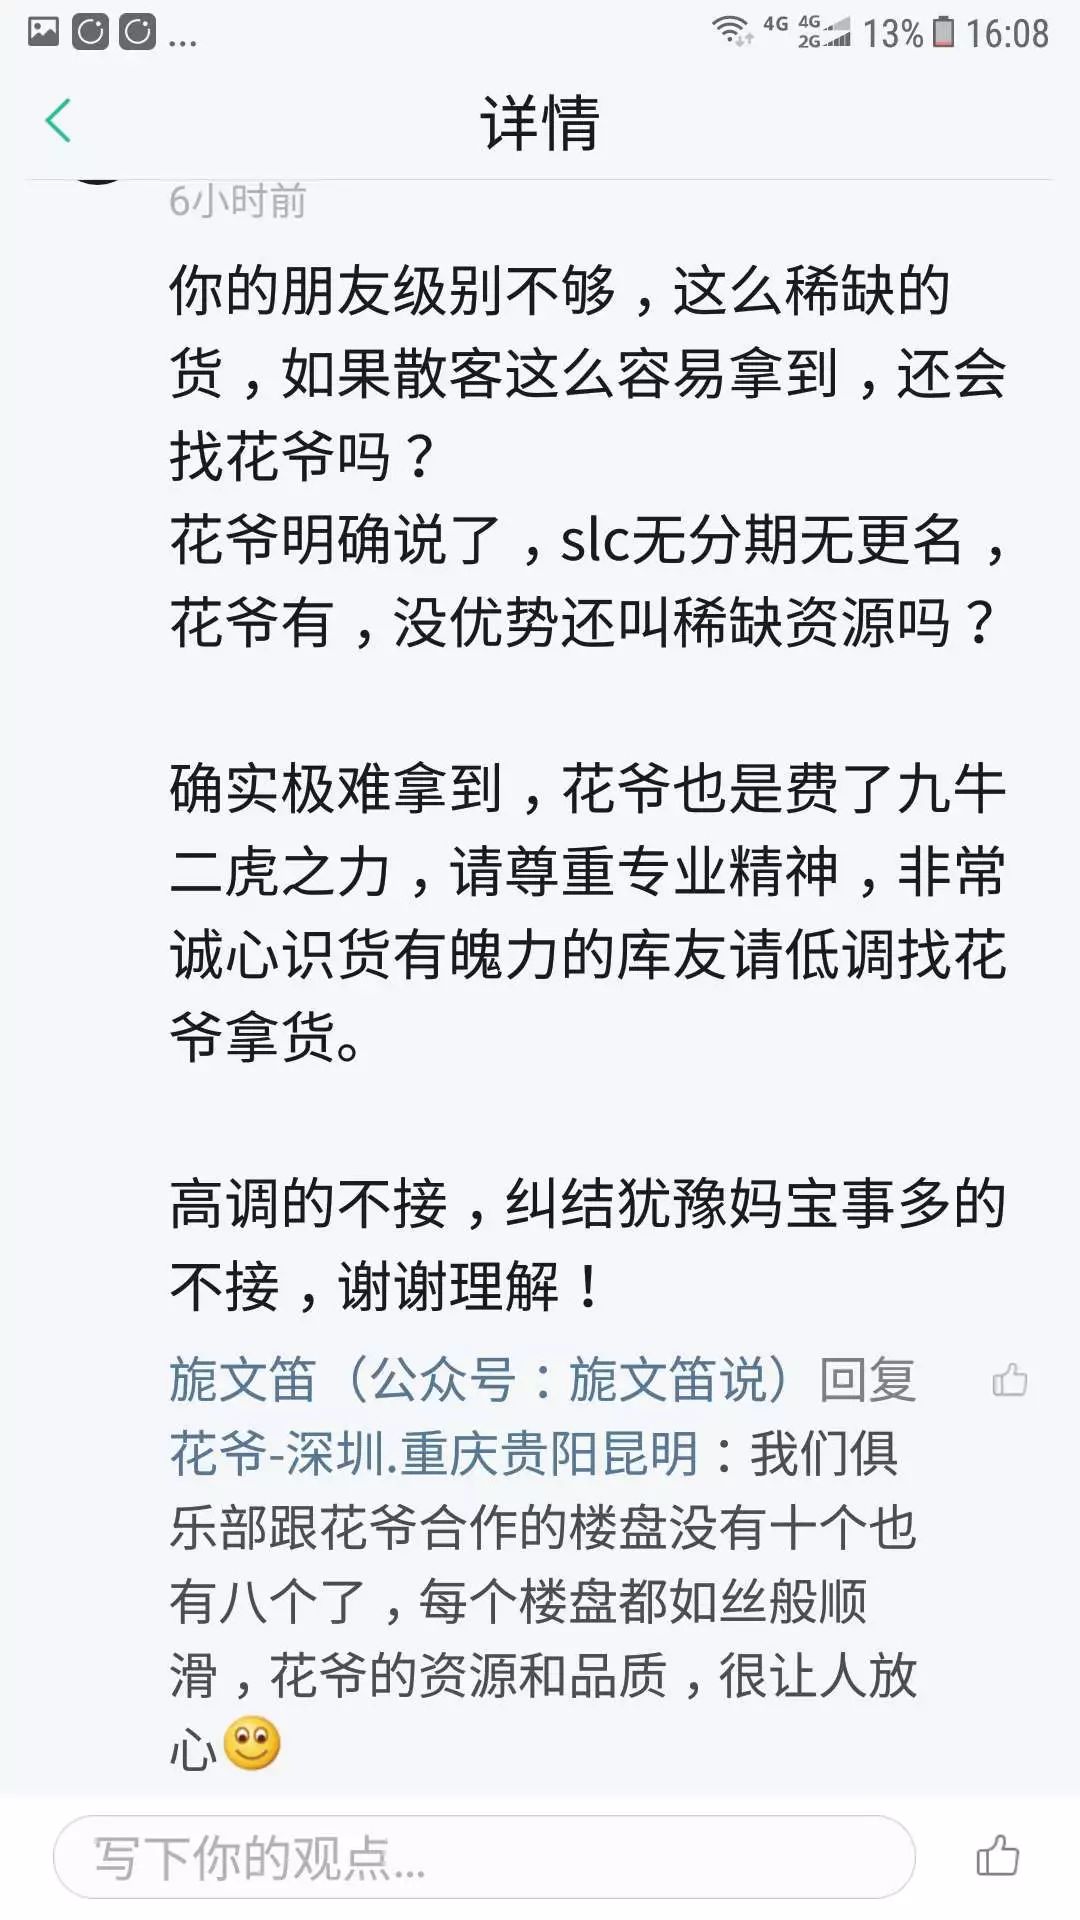 ... 4G 4G 2G 13% 16:08
详情
6小时前
你的朋友级别不够，这么稀缺的
货，如果散客这么容易拿到，还会
找花爷吗？
花爷明确说了，slc无分期无更名，
花爷有，没优势还叫稀缺资源吗？
确实极难拿到，花爷也是费了九牛
二虎之力，请尊重专业精神，非常
诚心识货有魄力的库友请低调找花
爷拿货。
高调的不接，纠结犹豫妈宝事多的
不接，谢谢理解！
旎文笛（公众号：旎文笛说）回复
花爷-深圳.重庆贵阳昆明：我们俱
乐部跟花爷合作的楼盘没有十个也
有八个了，每个楼盘都如丝般顺
滑，花爷的资源和品质，很让人放
心
写下你的观点...